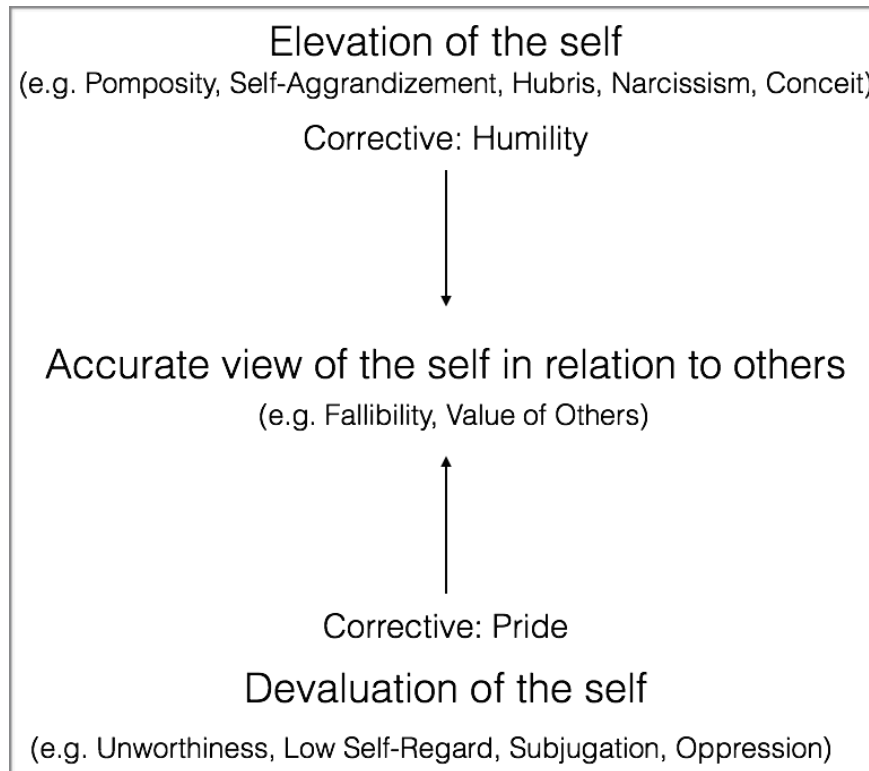 Elevation of the self
(e.g. Pomposity, Self-Aggrandizement, Hubris, Narcissism, Conceit)
Corrective: Humility
Accurate view of the self in relation to others
(e.g. Fallibility, Value of Others)
Corrective: Pride
Devaluation of the self
(e.g. Unworthiness, Low Self-Regard, Subjugation, Oppression)